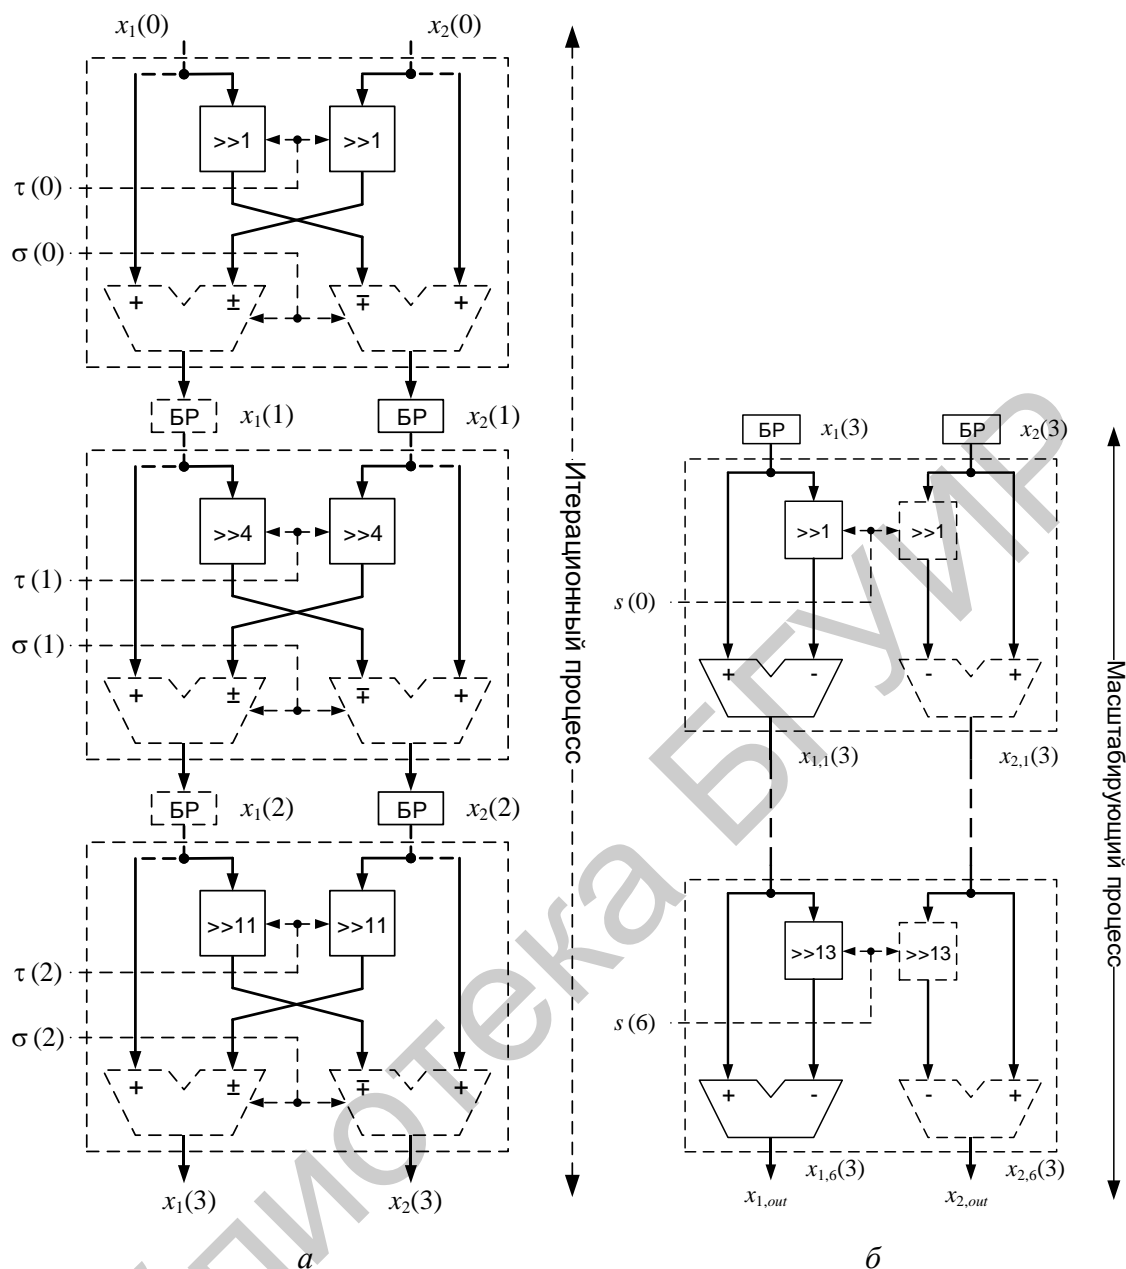 x₁(0) x₂(0)
>>1 >>1
τ(0)
σ(0)
+ ± ∓ +
БР x₁(1) БР x₂(1)
>>4 >>4
τ(1)
σ(1)
+ ± ∓ +
БР x₁(2) БР x₂(2)
>>11 >>11
τ(2)
σ(2)
+ ± ∓ +
x₁(3) x₂(3)
а
Итерационный процесс
БР x₁(3) БР x₂(3)
>>1 >>1
s(0)
+ - - +
x₁,₁(3) x₂,₁(3)
>>13 >>13
s(6)
+ - - +
x₁,₆(3) x₂,₆(3)
x₁,out x₂,out
б
Масштабирующий процесс
лиотека БГУИР